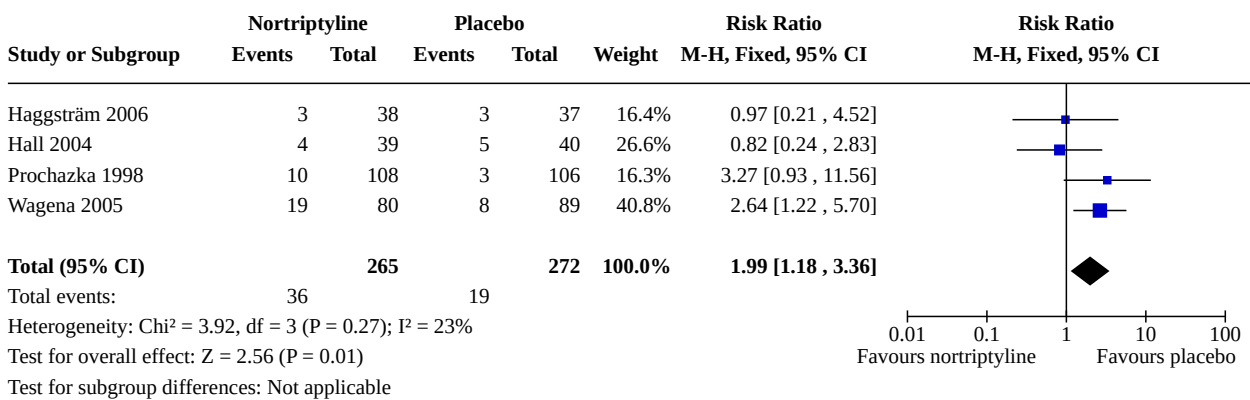 Nortriptyline Placebo Risk Ratio Risk Ratio
Study or Subgroup Events Total Events Total Weight M-H, Fixed, 95% CI M-H, Fixed, 95% CI
Haggsträm 2006 3 38 3 37 16.4% 0.97 [0.21 , 4.52]
Hall 2004 4 39 5 40 26.6% 0.82 [0.24 , 2.83]
Prochazka 1998 10 108 3 106 16.3% 3.27 [0.93 , 11.56]
Wagena 2005 19 80 8 89 40.8% 2.64 [1.22 , 5.70]
Total (95% CI) 265 272 100.0% 1.99 [1.18 , 3.36]
Total events: 36 19
Heterogeneity: Chi² = 3.92, df = 3 (P = 0.27); I² = 23%
Test for overall effect: Z = 2.56 (P = 0.01)
Test for subgroup differences: Not applicable
0.01 0.1 1 10 100
Favours nortriptyline Favours placebo